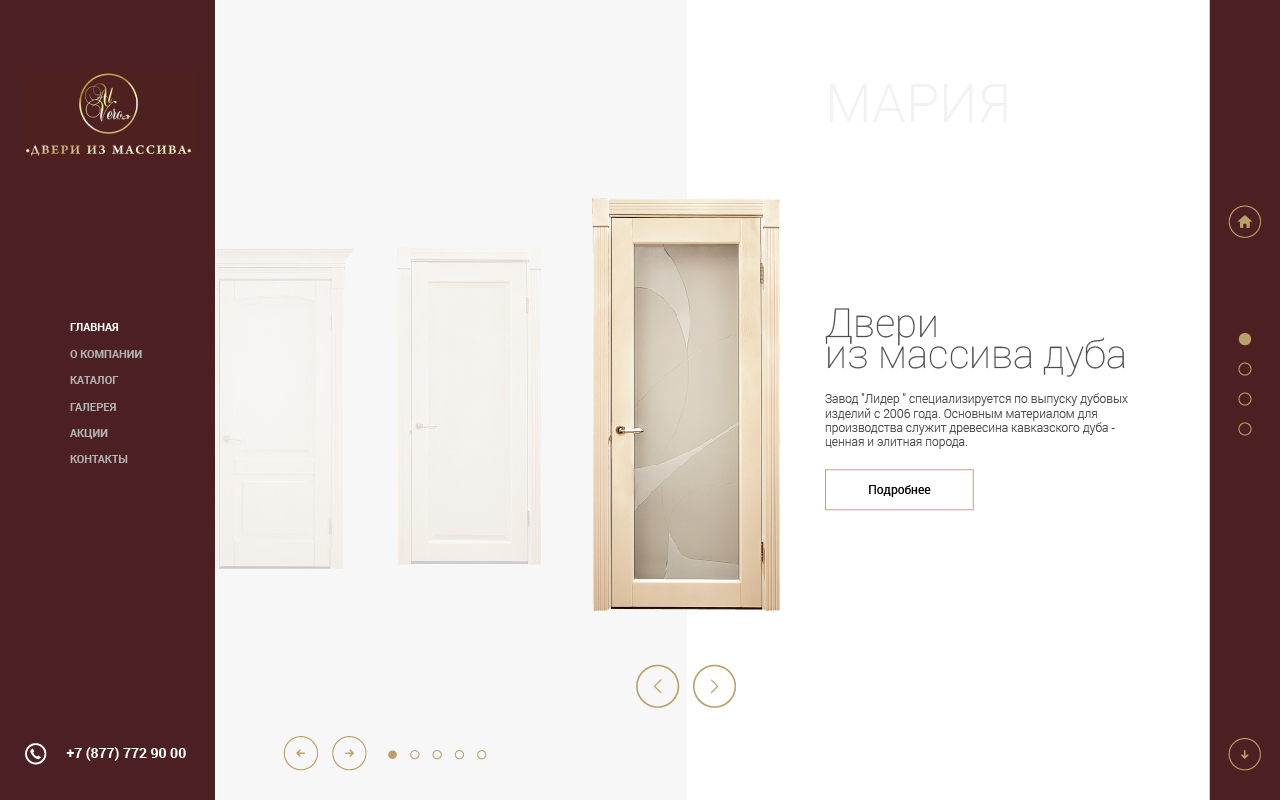 Al
Vero
•ДВЕРИ ИЗ МАССИВА•
ГЛАВНАЯ
О КОМПАНИИ
КАТАЛОГ
ГАЛЕРЕЯ
АКЦИИ
КОНТАКТЫ
+7 (877) 772 90 00
МАРИЯ
Двери
из массива дуба
Завод "Лидер " специализируется по выпуску дубовых
изделий с 2006 года. Основным материалом для
производства служит древесина кавказского дуба -
ценная и элитная порода.
Подробнее